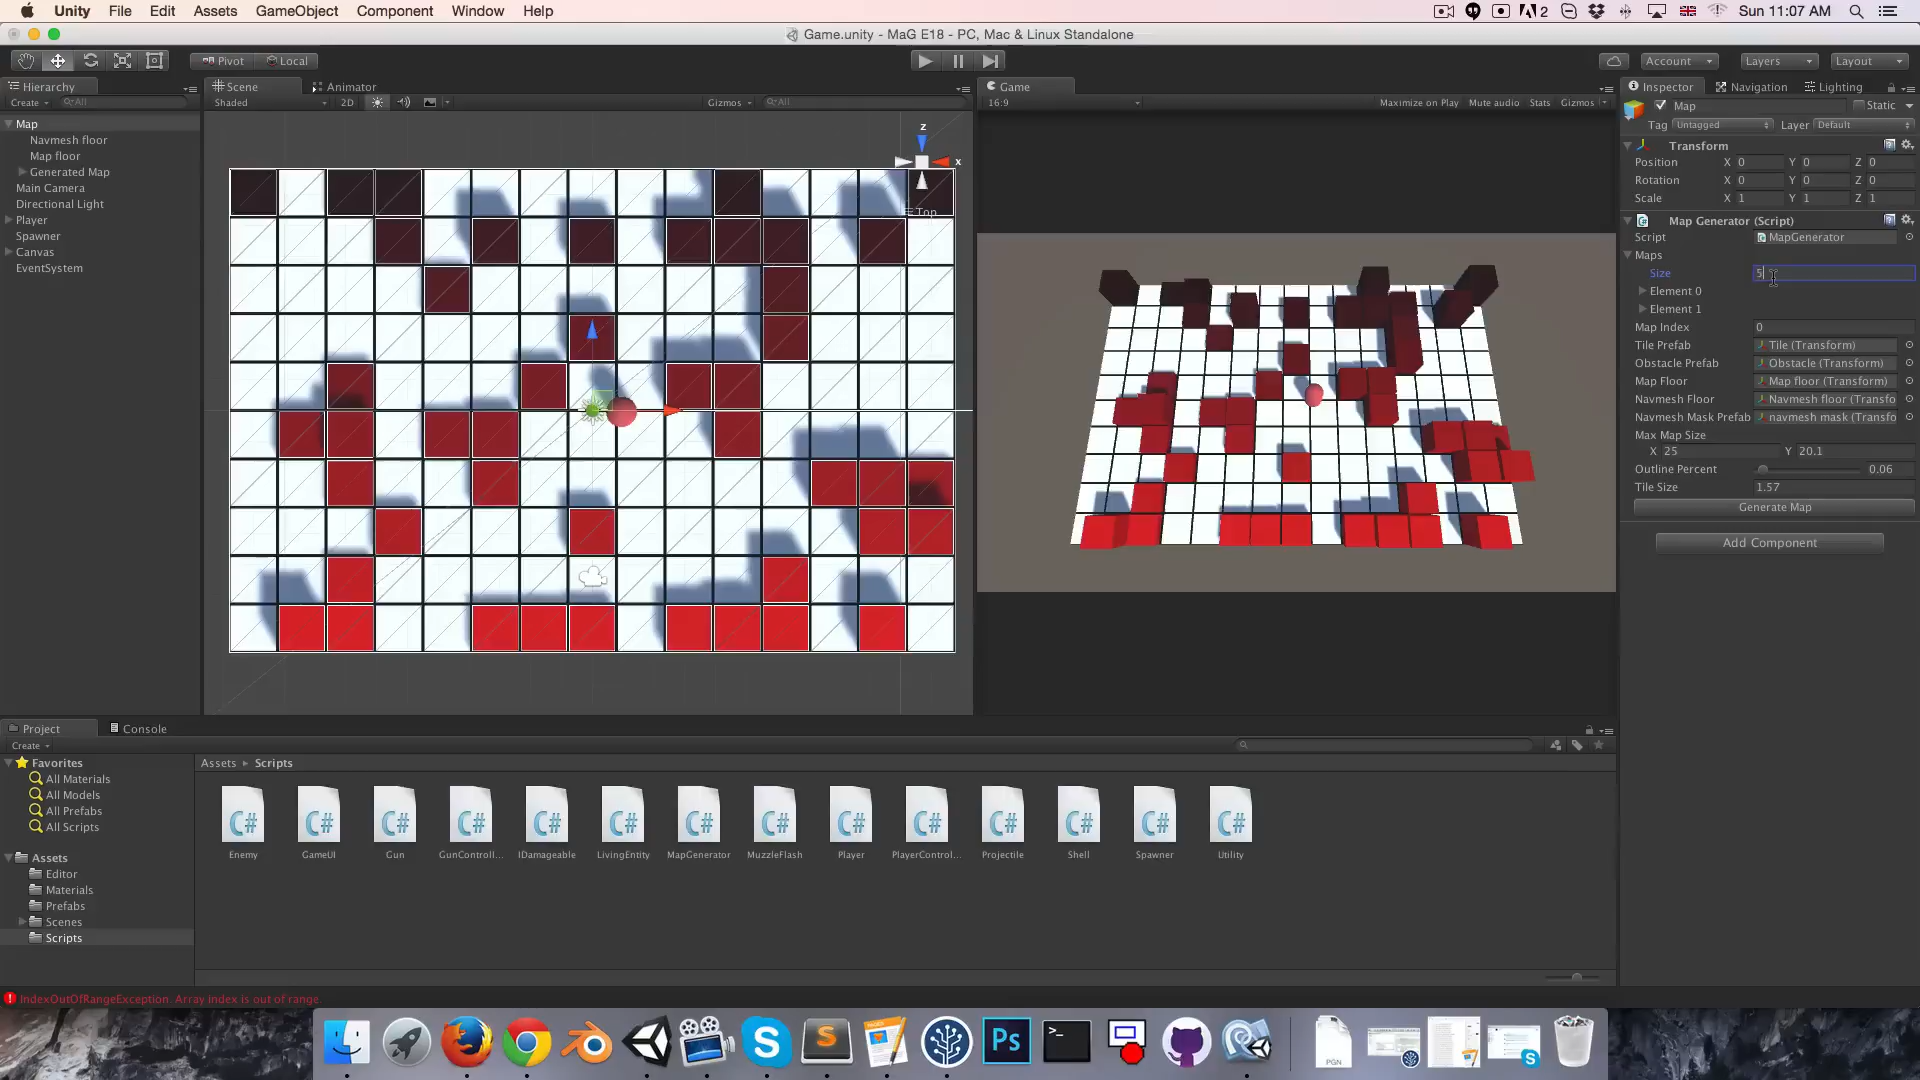 Unity File Edit Assets GameObject Component Window Help
2 Sun 11:07 AM
Game.unity - MaG E18 - PC, Mac & Linux Standalone
Pivot Local Account Layers Layout
Hierarchy Scene Animator Game Inspector Navigation Lighting
Create All Shaded 2D Gizmos All 16:9 Maximize on Play Mute audio Stats Gizmos
Map Static
Tag Untagged Layer Default
Map
Navmesh floor
Map floor
Generated Map
Main Camera
Directional Light
Player
Spawner
Canvas
EventSystem
z
x
Top
Transform
Position X 0 Y 0 Z 0
Rotation X 0 Y 0 Z 0
Scale X 1 Y 1 Z 1
Map Generator (Script)
Script MapGenerator
Maps
Size 5
Element 0
Element 1
Map Index 0
Tile Prefab Tile (Transform)
Obstacle Prefab Obstacle (Transform)
Map Floor Map floor (Transform)
Navmesh Floor Navmesh floor (Transfo
Navmesh Mask Prefab navmesh mask (Transfo
Max Map Size
X 25 Y 20.1
Outline Percent 0.06
Tile Size 1.57
Generate Map
Add Component
Project Console
Create
Favorites
All Materials
All Models
All Prefabs
All Scripts
Assets
Editor
Materials
Prefabs
Scenes
Scripts
Assets Scripts
C# C# C# C# C# C# C# C# C# C# C# C# C# C#
Enemy GameUI Gun GunControll... IDamageable LivingEntity MapGenerator MuzzleFlash Player PlayerControl... Projectile Shell Spawner Utility
IndexOutOfRangeException: Array index is out of range.
Ps
PGN